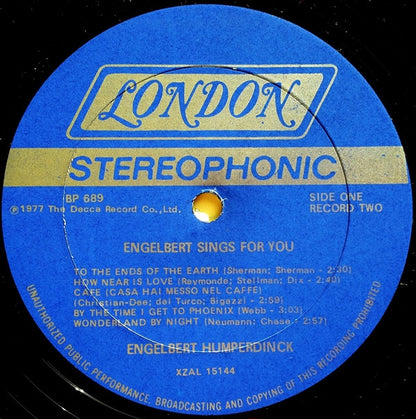 LONDON
STEREOPHONIC
BP 689
℗1977 The Decca Record Co., Ltd.
SIDE ONE
RECORD TWO
ENGELBERT SINGS FOR YOU
TO THE ENDS OF THE EARTH (Sherman; Sherman - 2:30)
HOW NEAR IS LOVE (Raymonde; Stellman; Dix - 2:40)
CAFE (CASA HAI MESSO NEL CAFFE)
(Christian-Dee; del Turco; Bigazzi - 2:59)
BY THE TIME I GET TO PHOENIX (Webb - 3:03)
WONDERLAND BY NIGHT (Neumann; Chase - 2:57)
ENGELBERT HUMPERDINCK
XZAL 15144
UNAUTHORIZED PUBLIC PERFORMANCE, BROADCASTING AND COPYING OF THIS RECORDING PROHIBITED